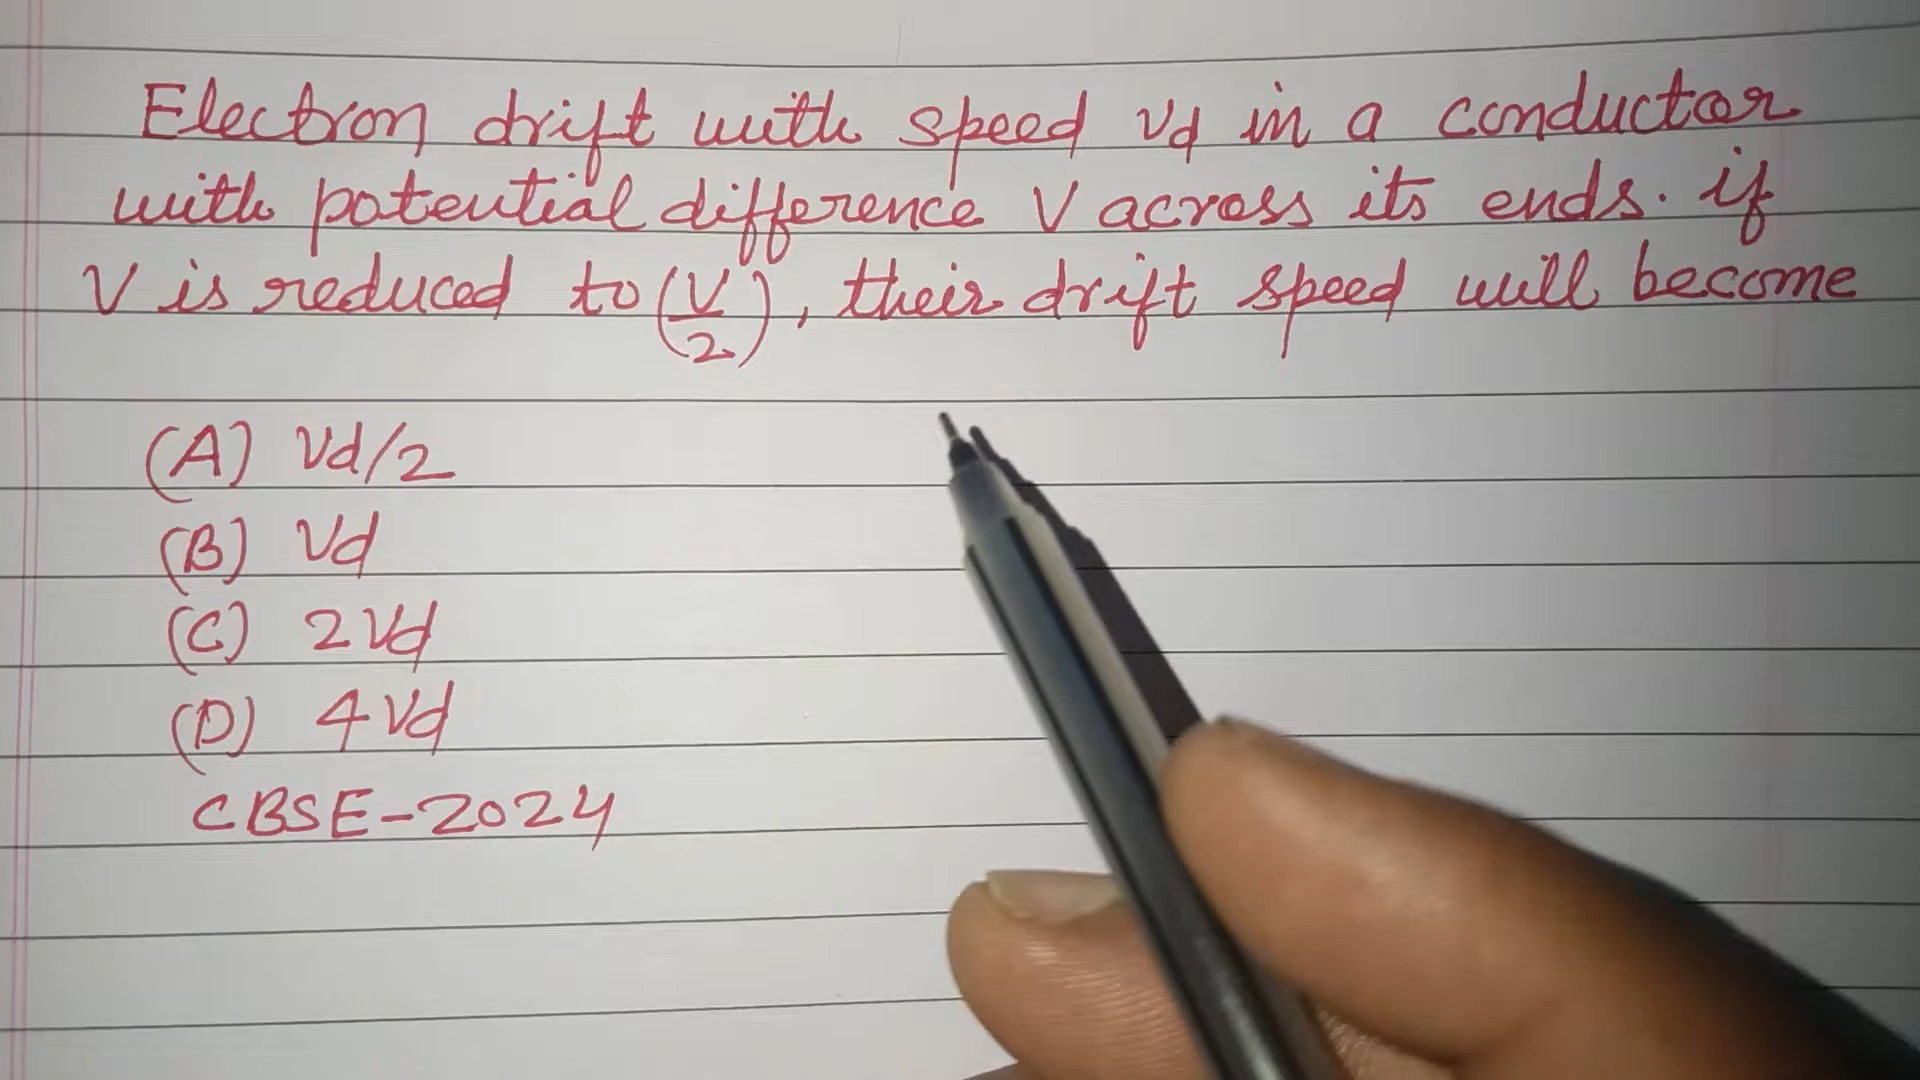 Electron drift with speed vd in a conductor
with potential difference V across its ends. if
V is reduced to (V/2), their drift speed will become
(A) Vd/2
(B) Vd
(C) 2Vd
(D) 4Vd
CBSE-2024